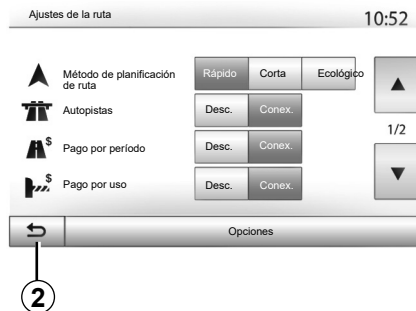 Ajustes de la ruta
10:52
Método de planificación
de ruta
Rápido Corta Ecológico
Autopistas
Desc. Conex.
1/2
$
Pago por período
Desc. Conex.
$
Pago por uso
Desc. Conex.
Opciones
2